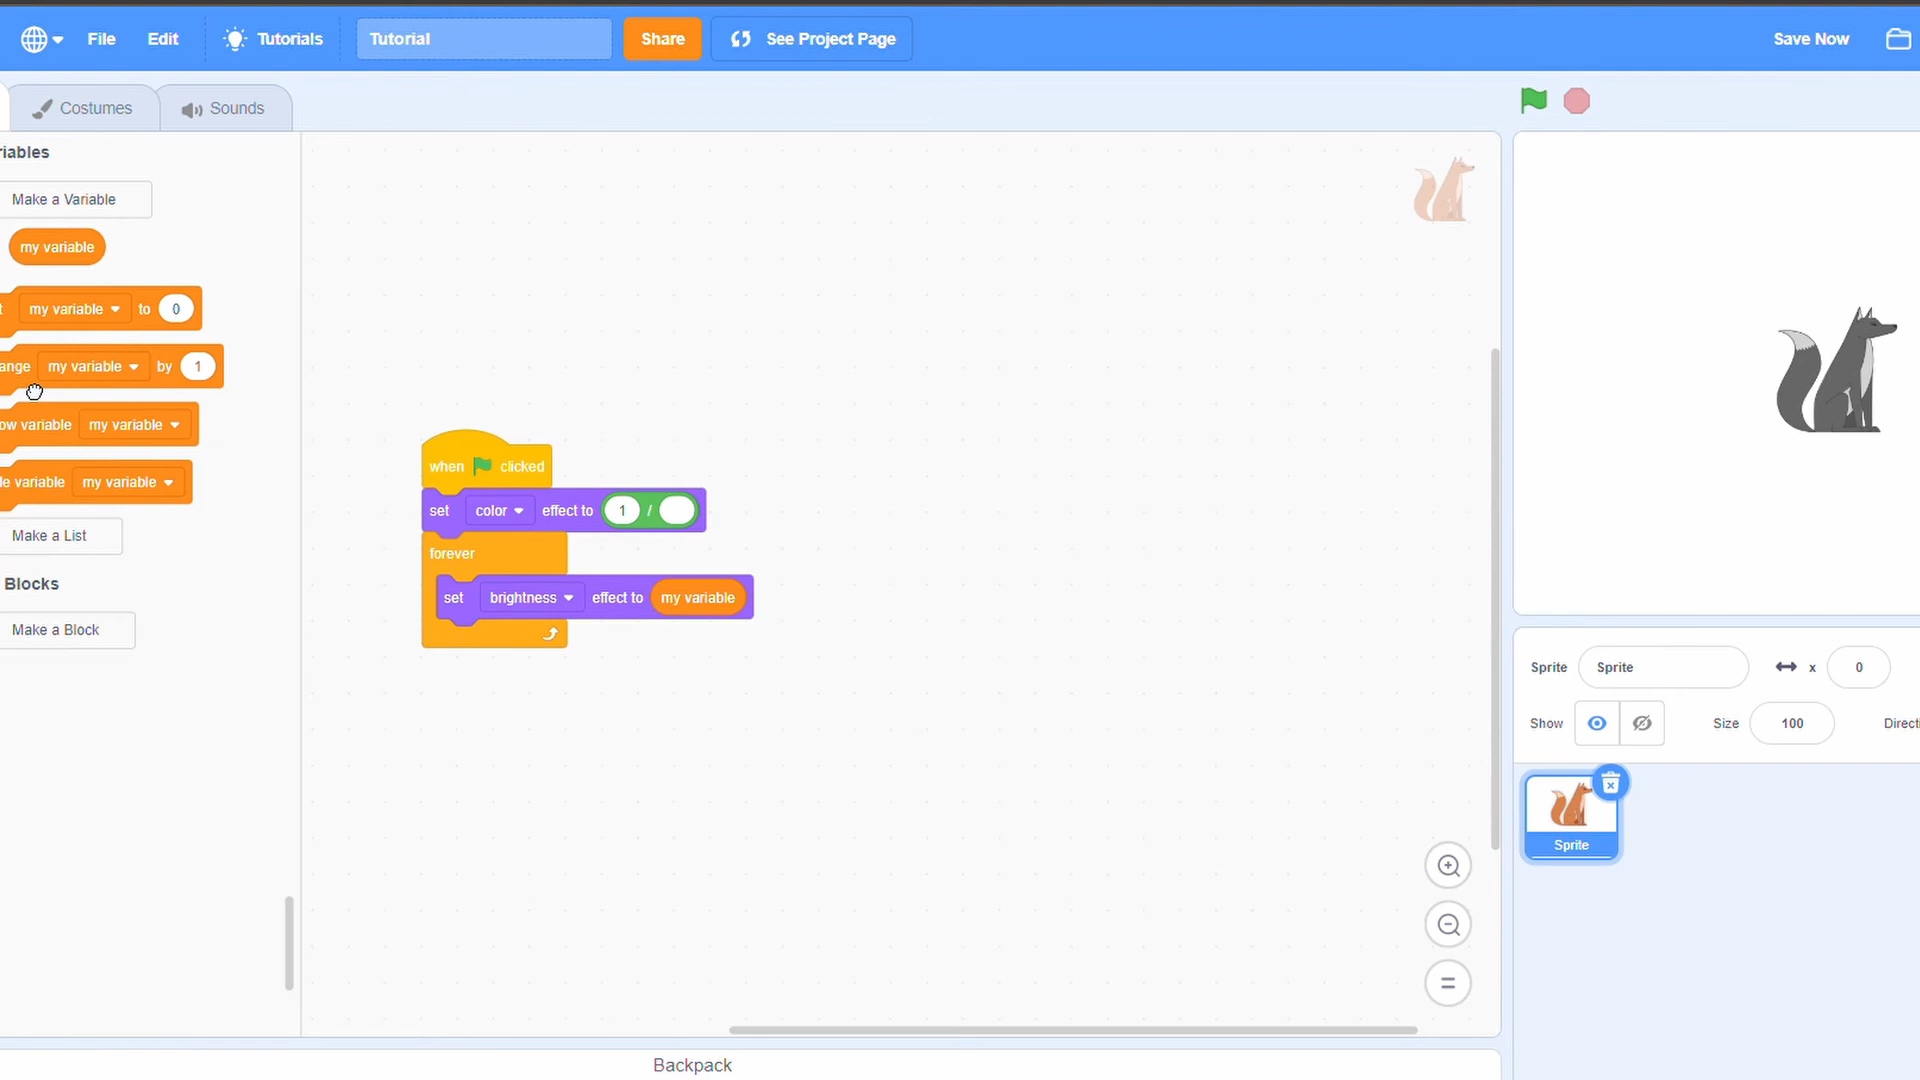 File Edit Tutorials Tutorial Share See Project Page Save Now
Costumes Sounds
riables
Make a Variable
my variable
t my variable to 0
ange my variable by 1
ow variable my variable
le variable my variable
Make a List
Blocks
Make a Block
when clicked
set color effect to 1 /
forever
set brightness effect to my variable
Sprite Sprite x 0
Show Size 100 Directi
Sprite
Backpack